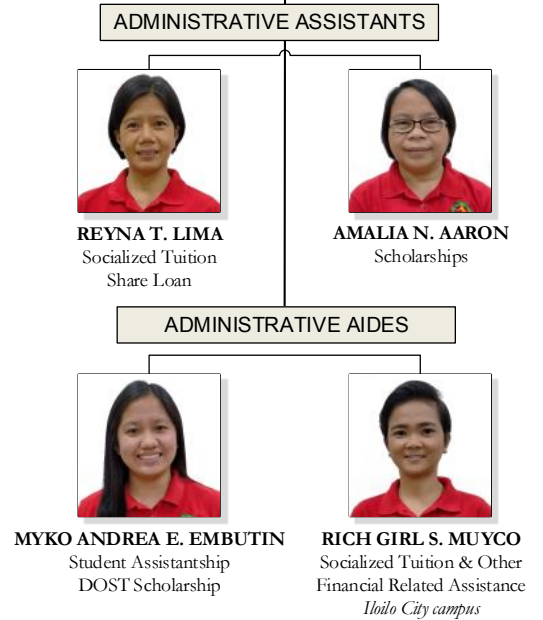 ADMINISTRATIVE ASSISTANTS
REYNA T. LIMA
Socialized Tuition
Share Loan
AMALIA N. AARON
Scholarships
ADMINISTRATIVE AIDES
MYKO ANDREA E. EMBUTIN
Student Assistantship
DOST Scholarship
RICH GIRL S. MUYCO
Socialized Tuition & Other
Financial Related Assistance
Iloilo City campus